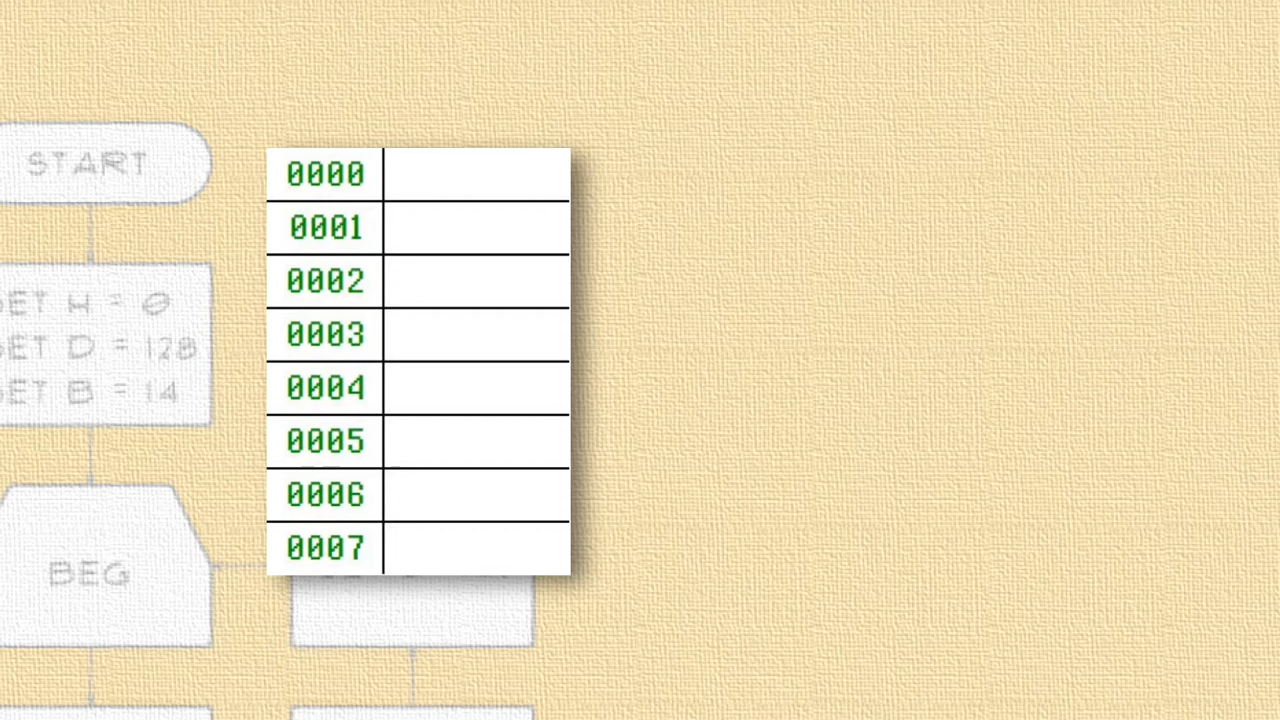 START
0000
0001
0002
SET H = 0
0003
SET D = 128
0004
SET B = 14
0005
0006
0007
BEG